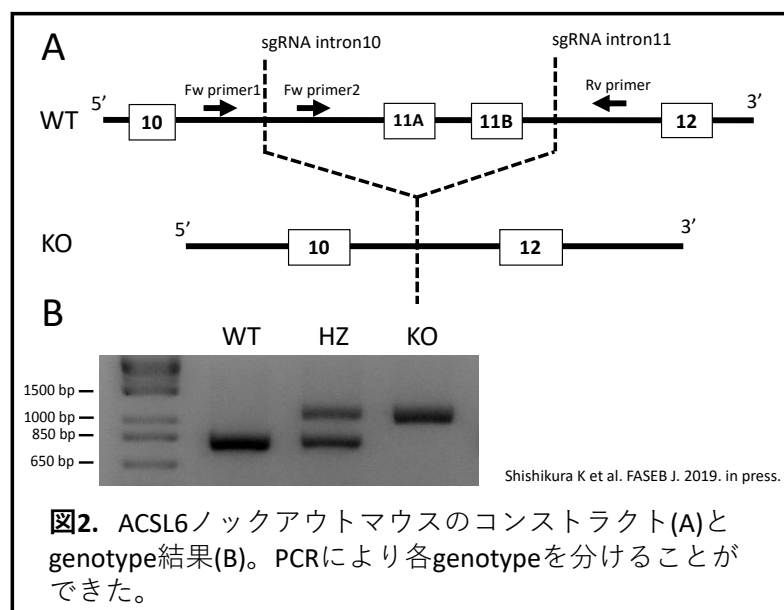 A
sgRNA intron10
sgRNA intron11
Fw primer1
Fw primer2
Rv primer
5’
3’
WT
10
11A
11B
12
KO
5’
3’
10
12
B
WT
HZ
KO
1500 bp
1000 bp
850 bp
650 bp
Shishikura K et al. FASEB J. 2019. in press.
図2. ACSL6ノックアウトマウスのコンストラクト(A)と
genotype結果(B)。PCRにより各genotypeを分けることが
できた。